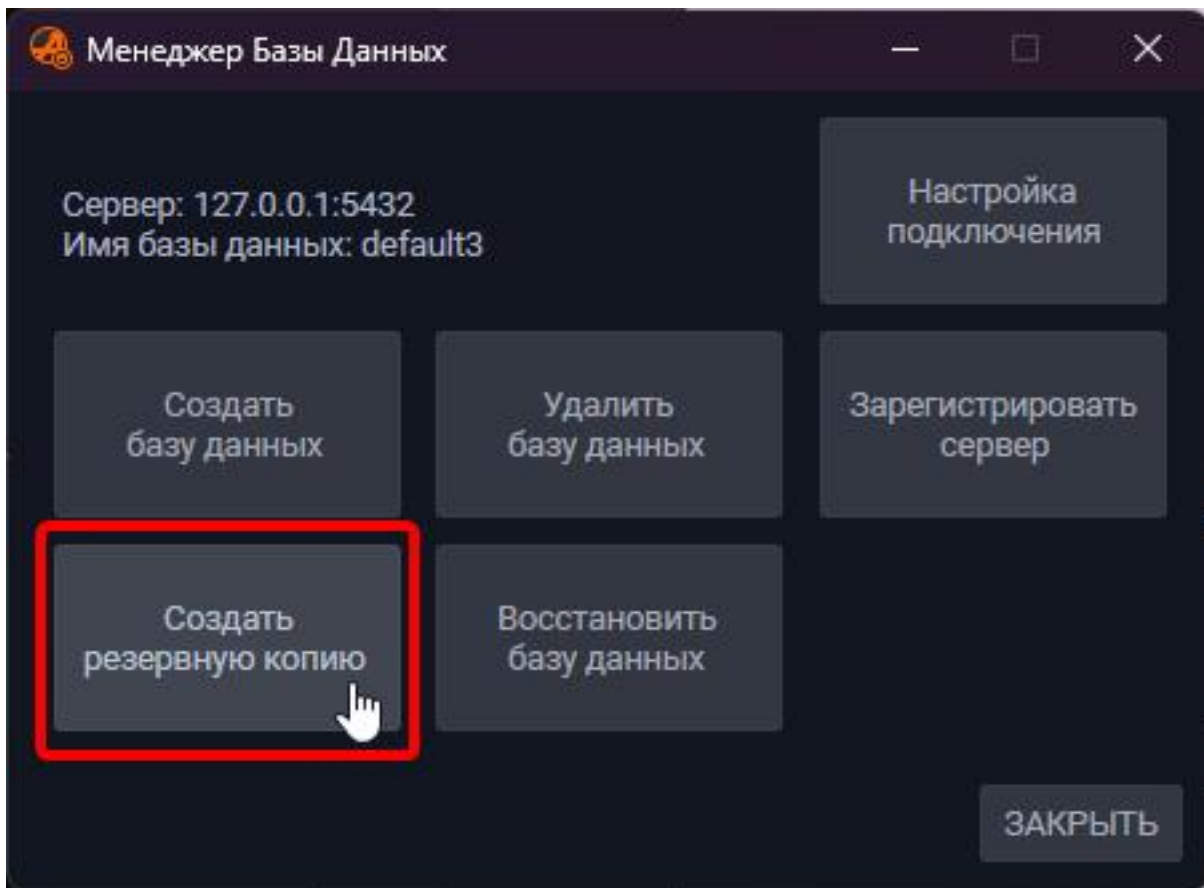 Менеджер Базы Данных
Сервер: 127.0.0.1:5432
Имя базы данных: default3
Настройка
подключения
Создать
базу данных
Удалить
базу данных
Зарегистрировать
сервер
Создать
резервную копию
Восстановить
базу данных
ЗАКРЫТЬ